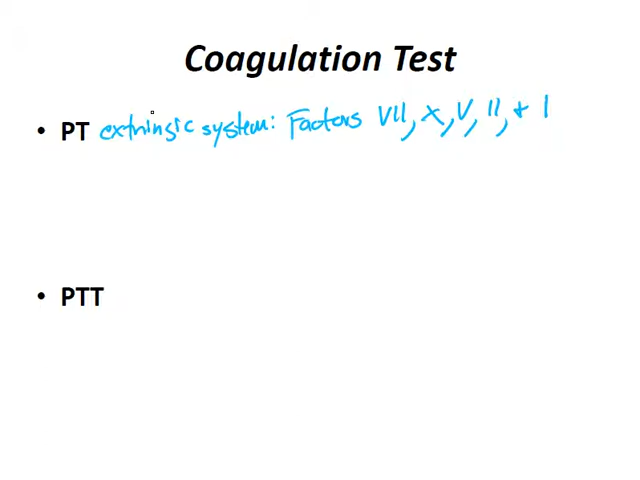 Coagulation Test
• PT extrinsic system: Factors VII, X, V, II, + I
• PTT